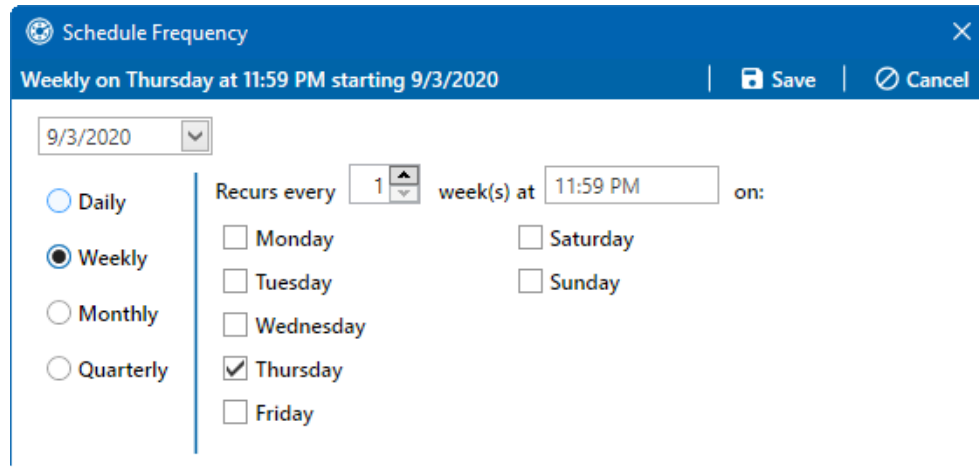 Schedule Frequency
Weekly on Thursday at 11:59 PM starting 9/3/2020 Save Cancel
9/3/2020
Recurs every 1 week(s) at 11:59 PM on:
Daily
Weekly
Monthly
Quarterly
Monday Saturday
Tuesday Sunday
Wednesday
Thursday
Friday